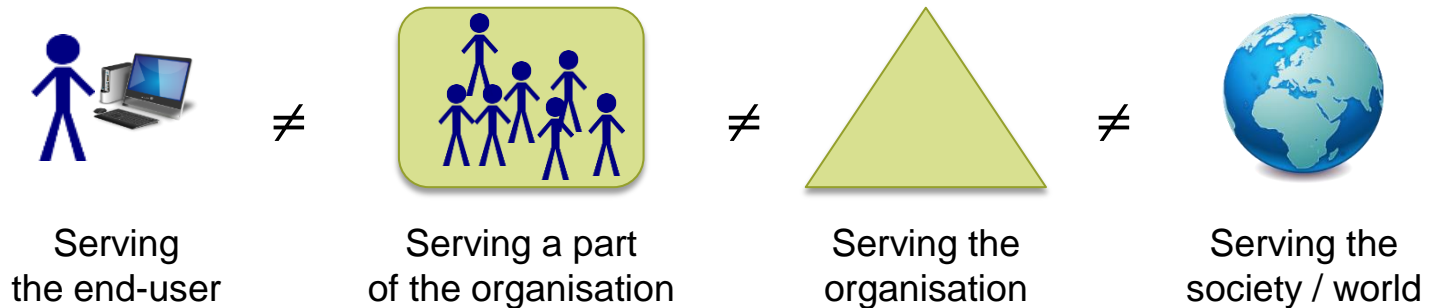 ≠ ≠ ≠
Serving
the end-user
Serving a part
of the organisation
Serving the
organisation
Serving the
society / world